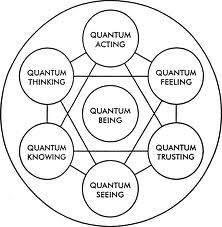 QUANTUM
ACTING
QUANTUM
THINKING
QUANTUM
FEELING
QUANTUM
BEING
QUANTUM
KNOWING
QUANTUM
TRUSTING
QUANTUM
SEEING